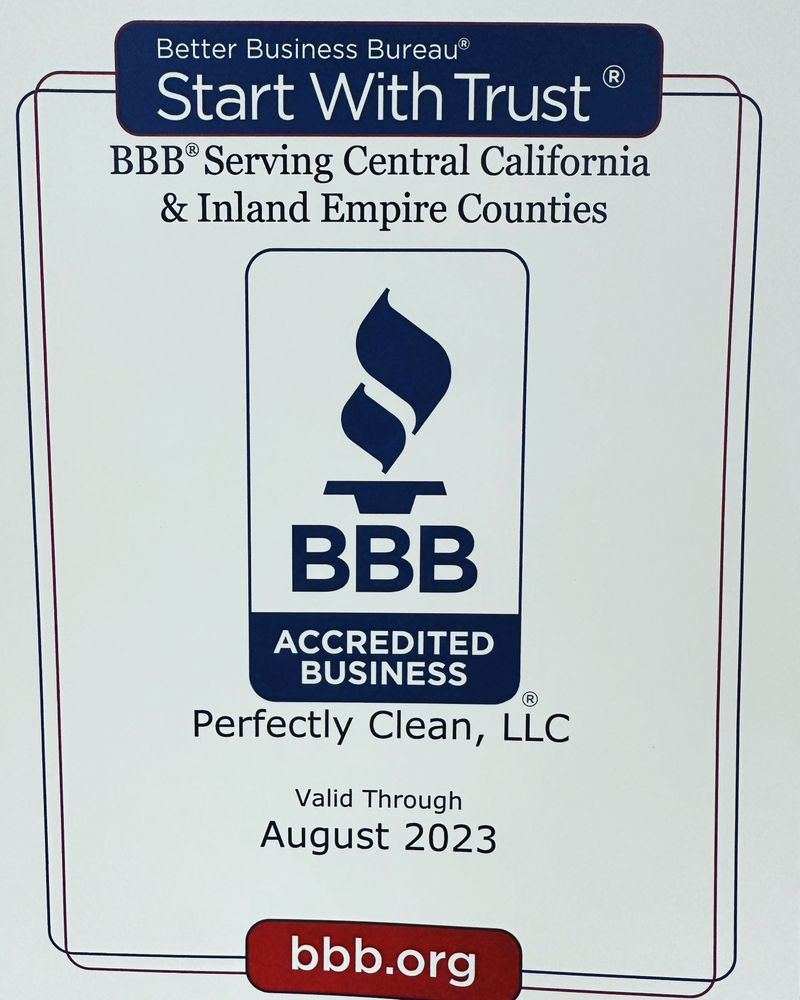 Better Business Bureau®
Start With Trust ®
BBB® Serving Central California
& Inland Empire Counties
BBB
ACCREDITED
BUSINESS
®
Perfectly Clean, LLC
Valid Through
August 2023
bbb.org